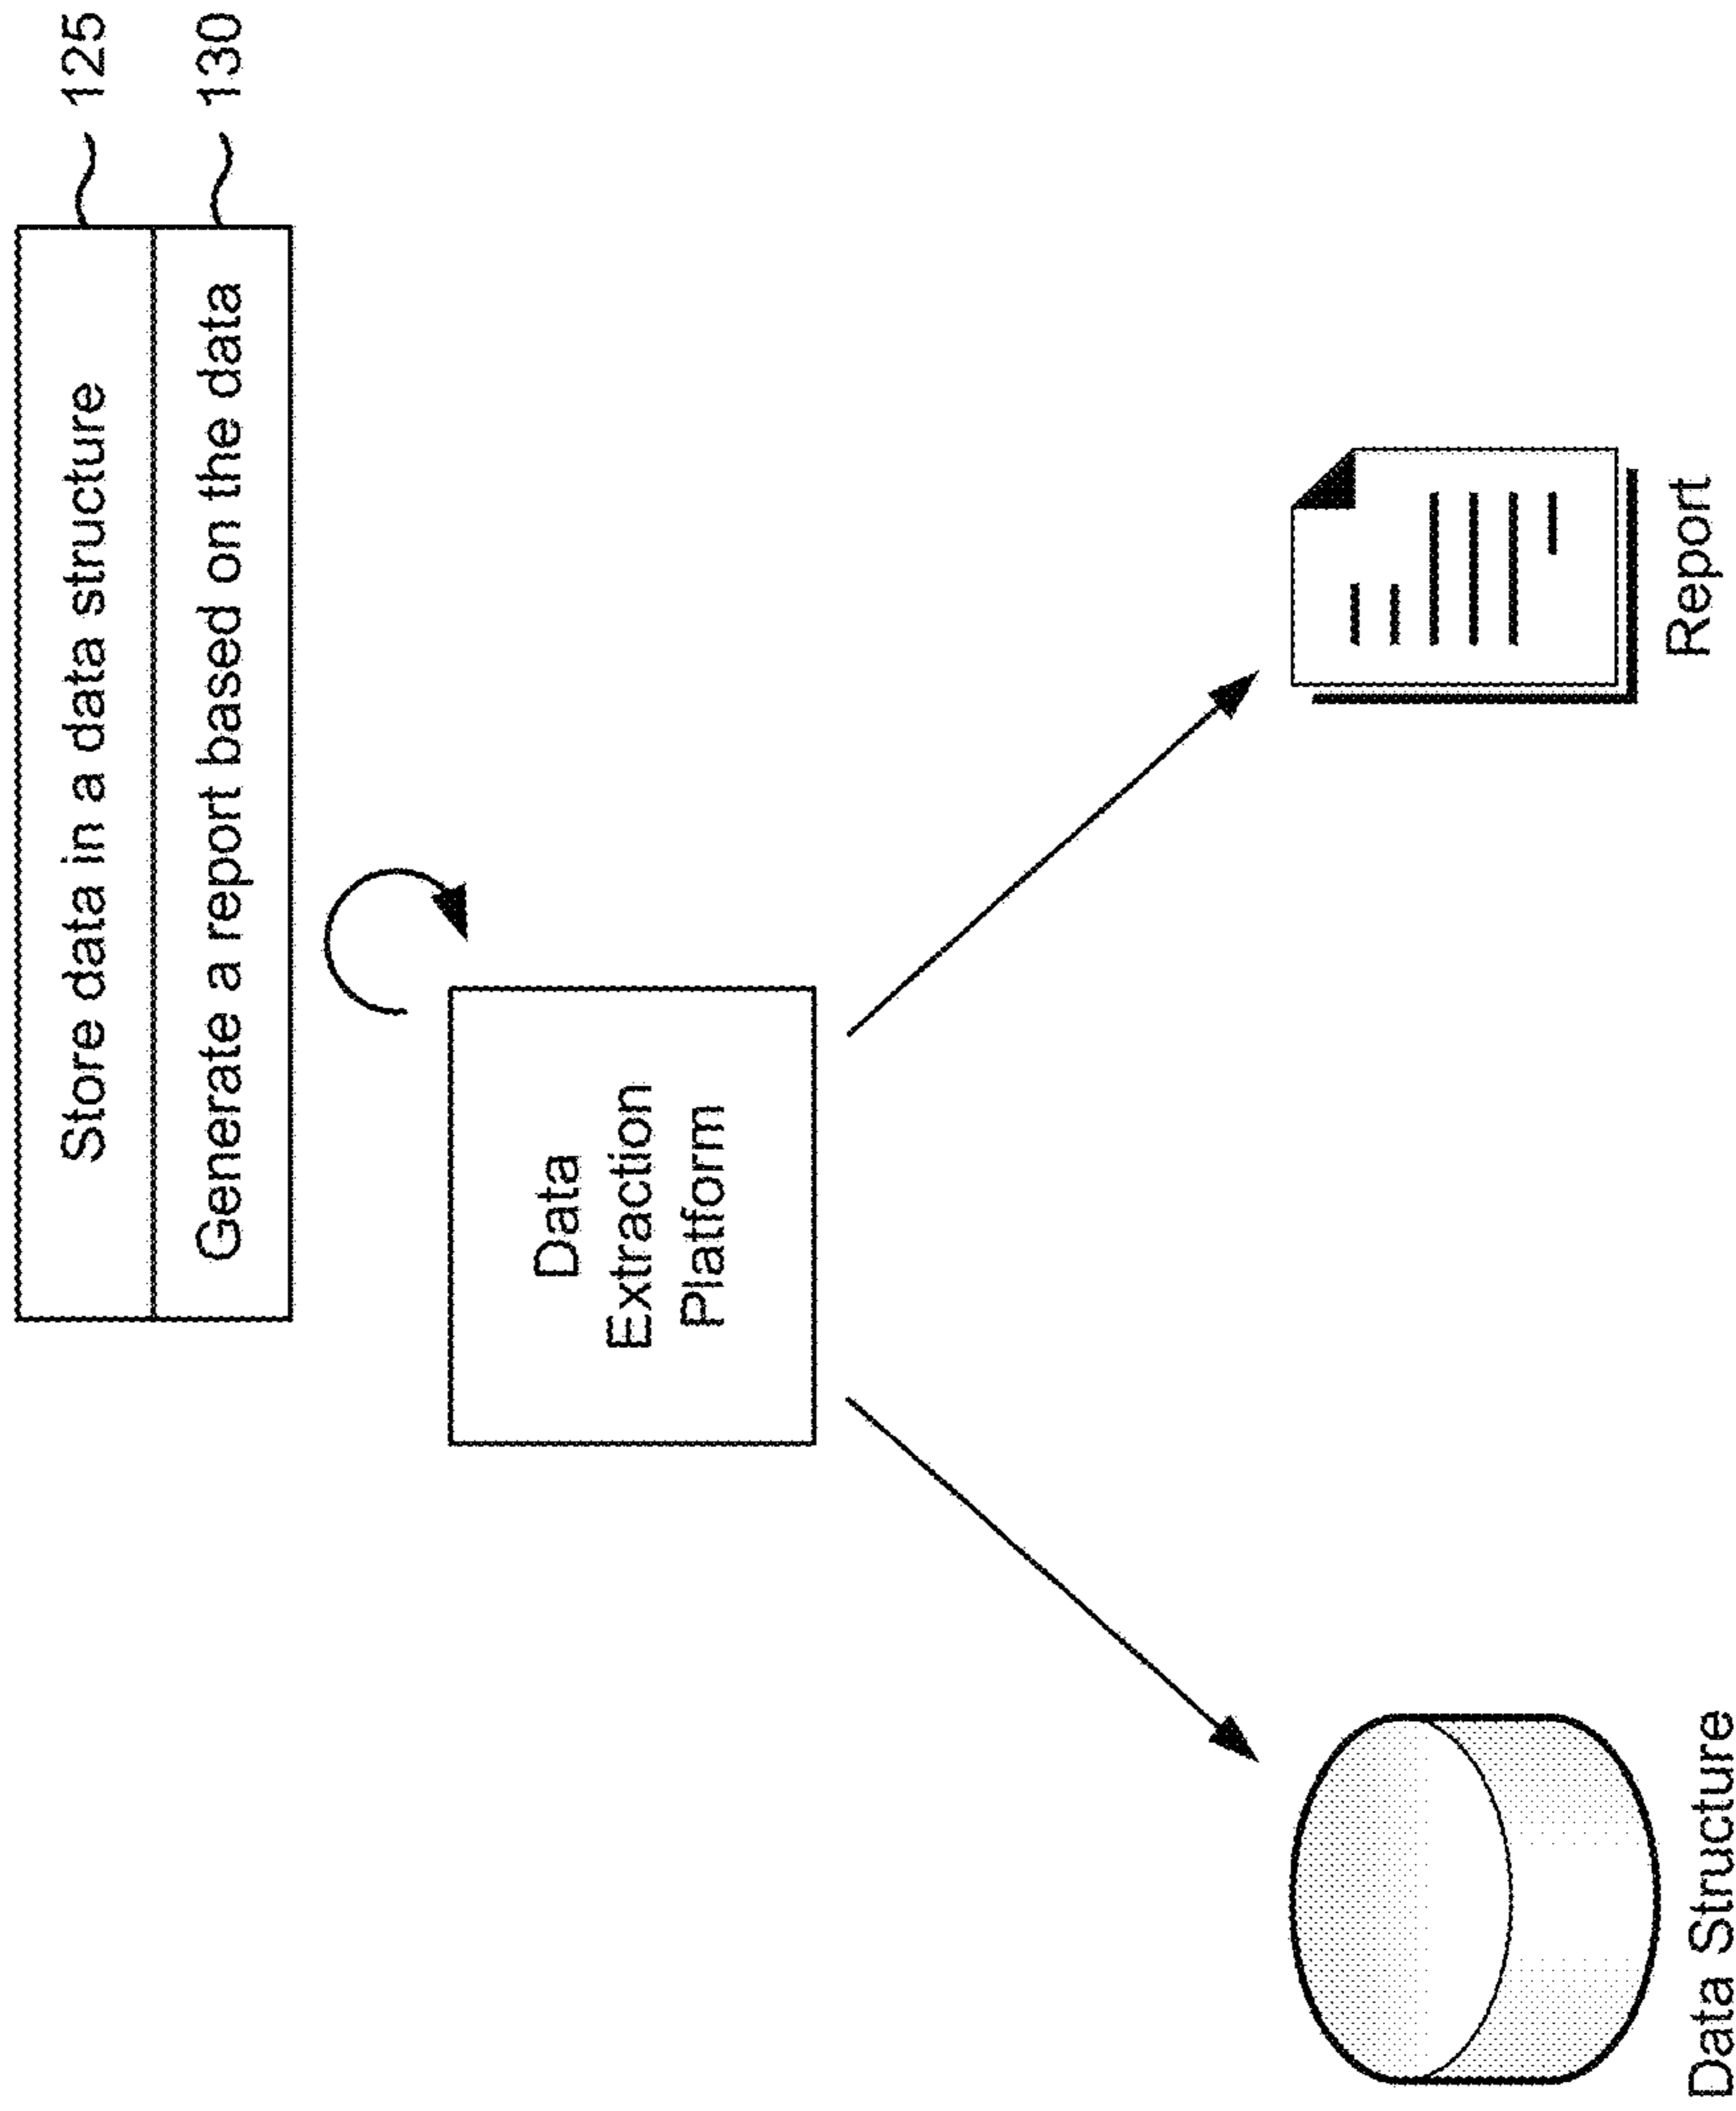 Store data in a data structure 125
Generate a report based on the data 130
Data
Extraction
Platform
Data Structure
Report